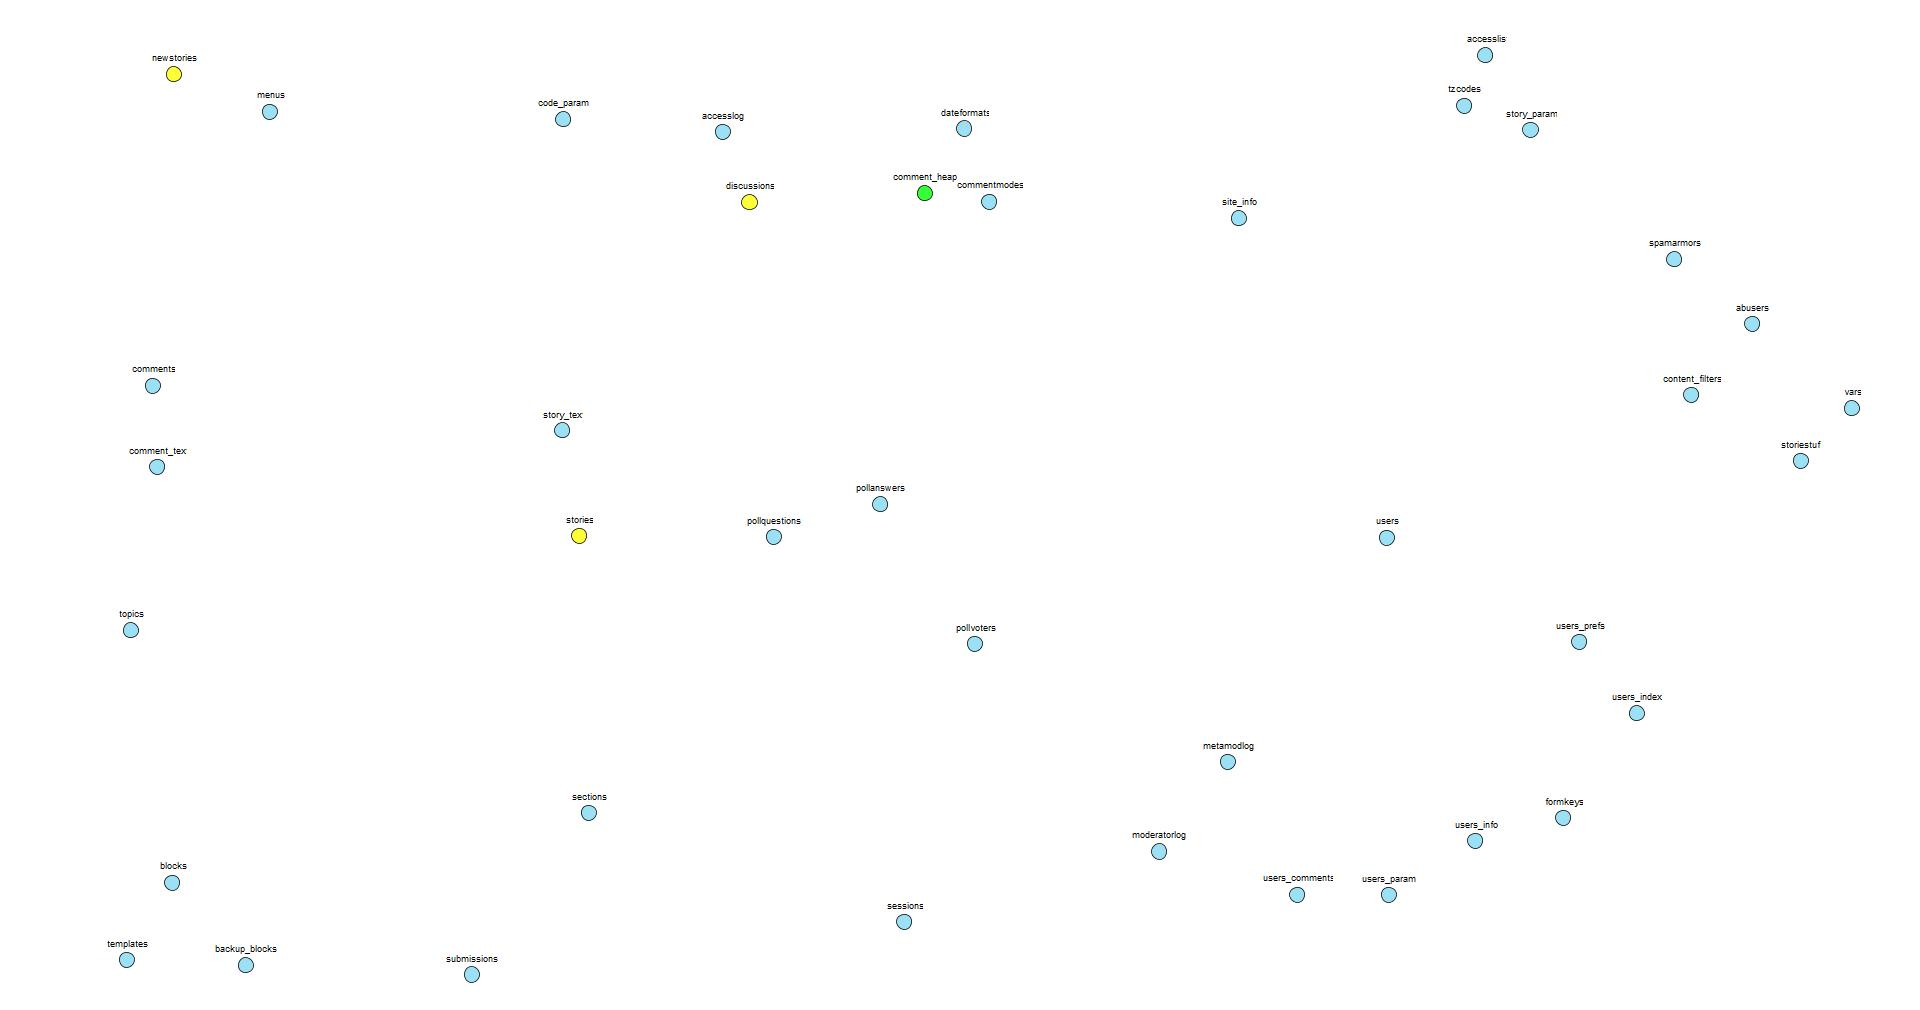 accesslis
newstories
tzcodes
menus
code_param
dateformats
story_param
accesslog
comment_heap
commentmodes
discussions
site_info
spamarmors
abusers
comments
content_filters
vars
story_tex
storiestuf
comment_tex
pollanswers
stories
pollquestions
users
topics
users_prefs
pollvoters
users_index
metamodlog
sections
formkeys
users_info
moderatorlog
blocks
users_comments
users_param
sessions
templates
backup_blocks
submissions